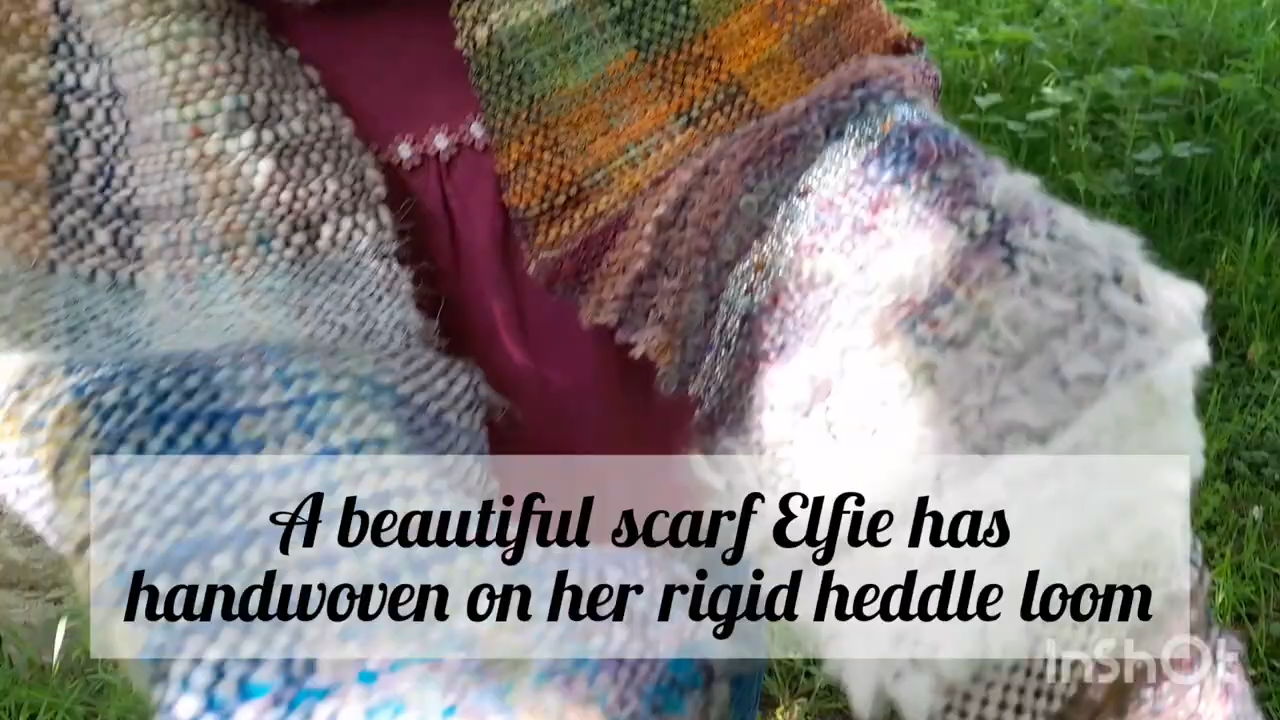 A beautiful scarf Elfie has
handwoven on her rigid heddle loom
InShOt